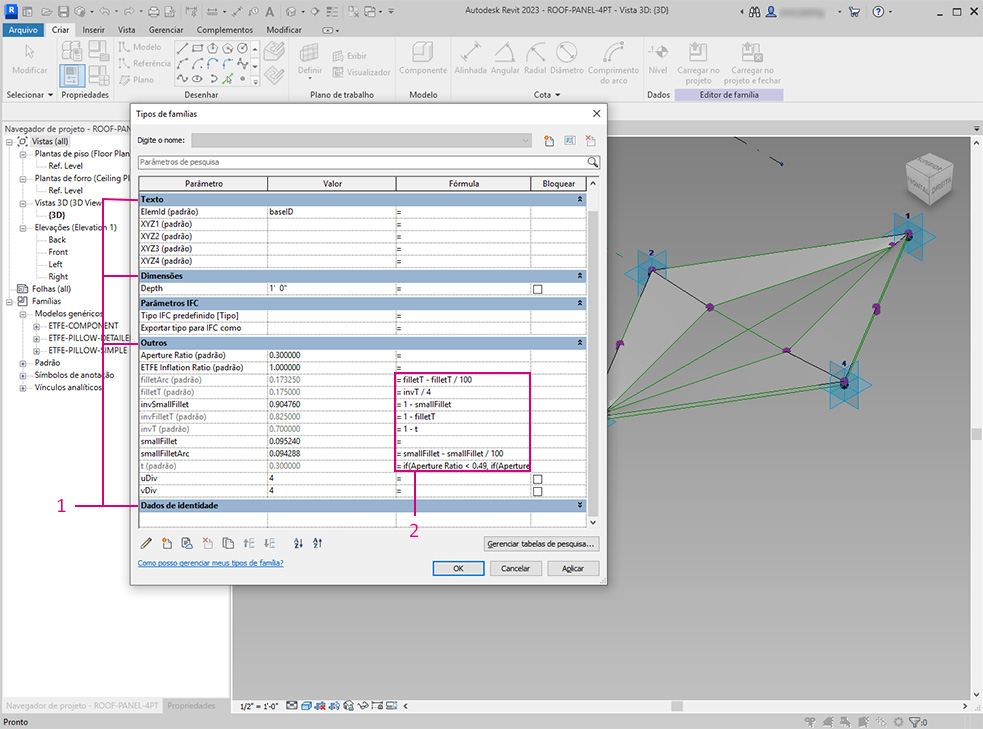 Autodesk Revit 2023 - ROOF-PANEL-4PT - Vista 3D: {3D}
Arquivo Criar Inserir Vista Gerenciar Complementos Modificar
Modelo
Referência
Plano
Exibir
Visualizador
Modificar Definir Componente Alinhada Angular Radial Diâmetro Comprimento do arco Nível Carregar no projeto Carregar no projeto e fechar
Selecionar Propriedades Desenhar Plano de trabalho Modelo Cota Dados Editor de família
Navegador de projeto - ROOF-PAN
Vistas (all)
Plantas de piso (Floor Plan
Ref. Level
Plantas de forro (Ceiling Pl
Ref. Level
Vistas 3D (3D View
{3D}
Elevações (Elevation 1)
Back
Front
Left
Right
Folhas (all)
Famílias
Modelos genéricos
ETFE-COMPONENT
ETFE-PILLOW-DETAILE
ETFE-PILLOW-SIMPLE
Padrão
Símbolos de anotação
Vínculos analíticos
Tipos de famílias
Digite o nome:
Parâmetros de pesquisa
Parâmetro Valor Fórmula Bloquear
Texto
ElemId (padrão) baseID =
XYZ1 (padrão) =
XYZ2 (padrão) =
XYZ3 (padrão) =
XYZ4 (padrão) =
Dimensões
Depth 1' 0" =
Parâmetros IFC
Tipo IFC predefinido [Tipo] =
Exportar tipo para IFC como =
Outros
Aperture Ratio (padrão) 0.300000 =
ETFE Inflation Ratio (padrão) 1.000000 =
filletArc (padrão) 0.173250 = filletT - filletT / 100
filletT (padrão) 0.175000 = invT / 4
invSmallFillet 0.904760 = 1 - smallFillet
invFilletT (padrão) 0.825000 = 1 - filletT
invT (padrão) 0.700000 = 1 - t
smallFillet 0.095240 =
smallFilletArc 0.094288 = smallFillet - smallFillet / 100
t (padrão) 0.300000 = if(Aperture Ratio < 0.49, if(Aperture
uDiv 4 =
vDiv 4 =
Dados de identidade
Gerenciar tabelas de pesquisa...
Como posso gerenciar meus tipos de família?
OK Cancelar Aplicar
1
2
SUPERIOR
FRONTAL
DIREITA
1
2
4
Navegador de projeto - ROOF-PANEL-4PT Propriedades
1/2" = 1'-0"
Pronto
:0